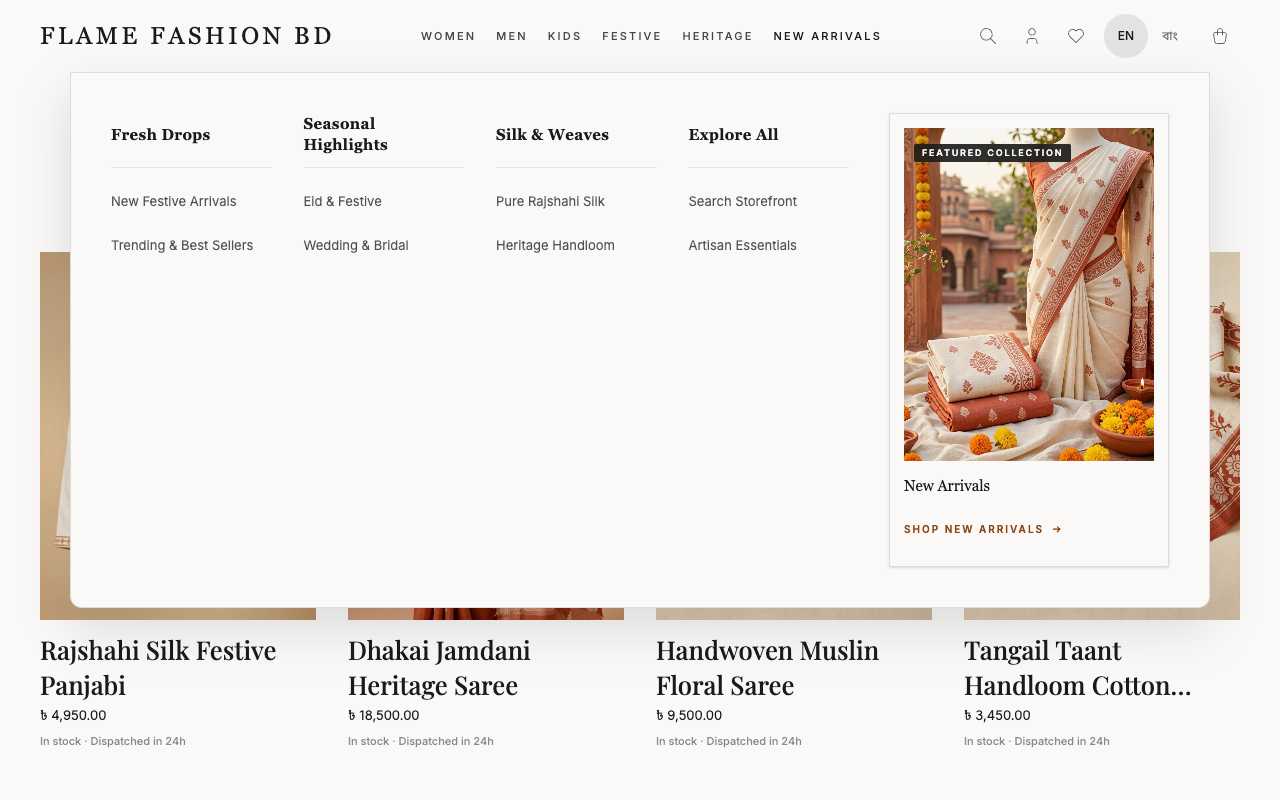 FLAME FASHION BD
WOMEN MEN KIDS FESTIVE HERITAGE NEW ARRIVALS
EN বাং
Fresh Drops
New Festive Arrivals
Trending & Best Sellers
Seasonal
Highlights
Eid & Festive
Wedding & Bridal
Silk & Weaves
Pure Rajshahi Silk
Heritage Handloom
Explore All
Search Storefront
Artisan Essentials
FEATURED COLLECTION
New Arrivals
SHOP NEW ARRIVALS →
Rajshahi Silk Festive
Panjabi
৳ 4,950.00
In stock · Dispatched in 24h
Dhakai Jamdani
Heritage Saree
৳ 18,500.00
In stock · Dispatched in 24h
Handwoven Muslin
Floral Saree
৳ 9,500.00
In stock · Dispatched in 24h
Tangail Taant
Handloom Cotton...
৳ 3,450.00
In stock · Dispatched in 24h